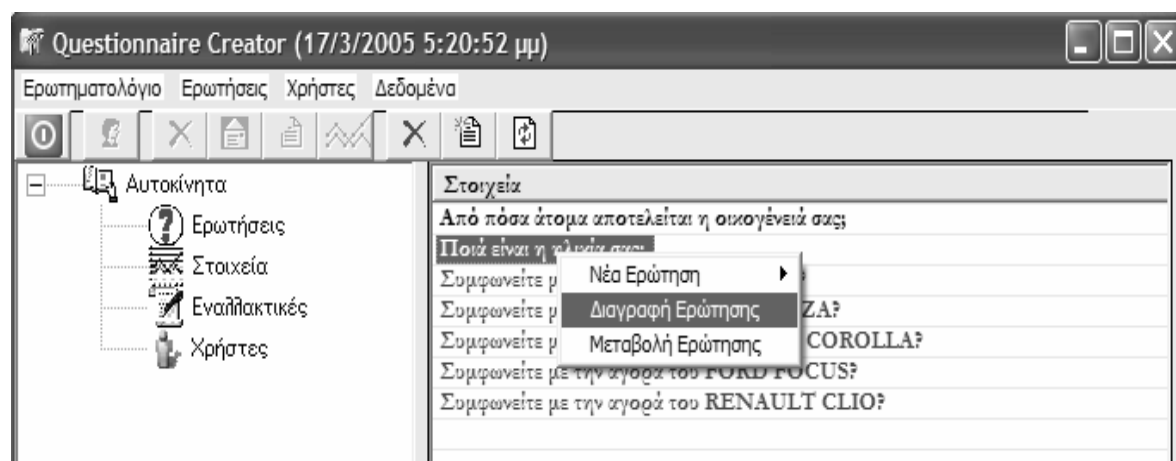 Questionnaire Creator (17/3/2005 5:20:52 μμ)
Ερωτηματολόγιο Ερωτήσεις Χρήστες Δεδομένα
Αυτοκίνητα
Ερωτήσεις
Στοιχεία
Εναλλακτικές
Χρήστες
Στοιχεία
Από πόσα άτομα αποτελείται η οικογένειά σας;
Ποιά είναι η ηλικία σας;
Συμφωνείτε
Συμφωνείτε ZA?
Συμφωνείτε COROLLA?
Συμφωνείτε με την αγορά του FORD FOCUS?
Συμφωνείτε με την αγορά του RENAULT CLIO?
Νέα Ερώτηση
Διαγραφή Ερώτησης
Μεταβολή Ερώτησης